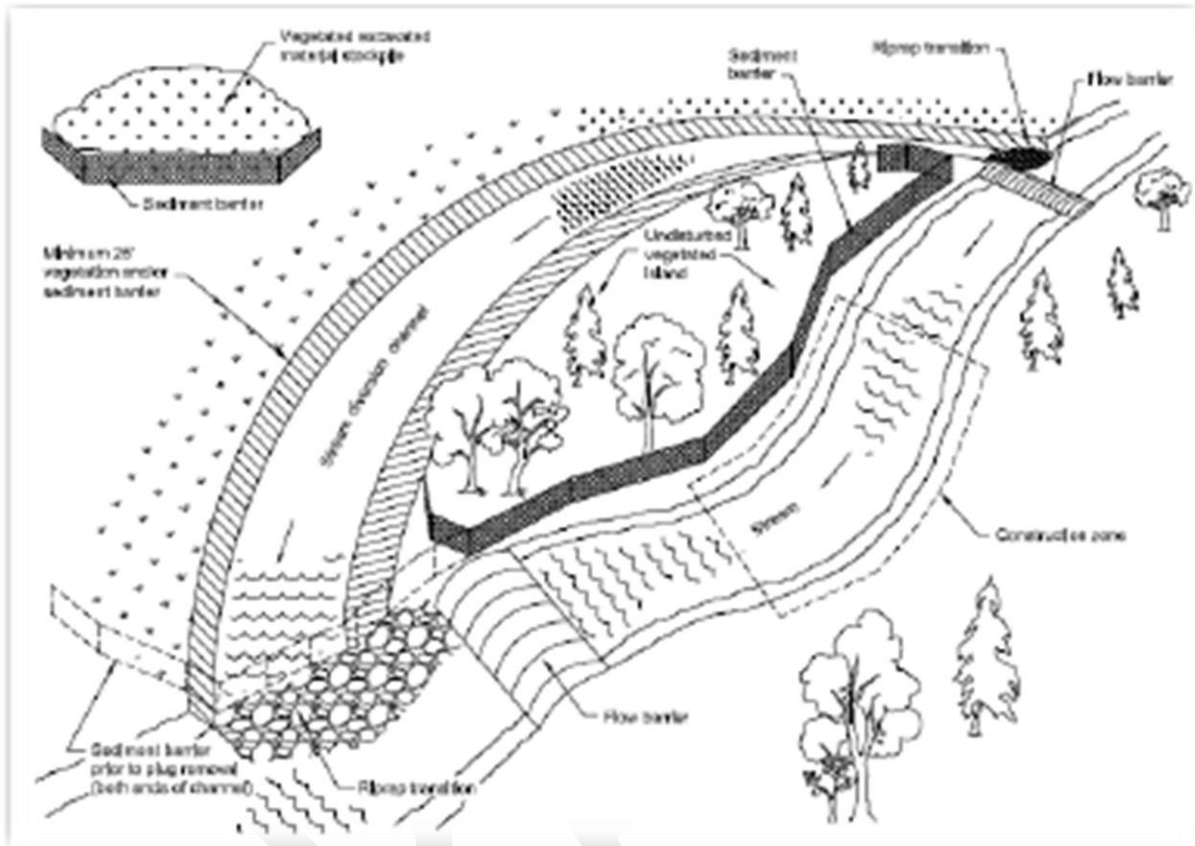 Vegetated excavated
material stockpile
Sediment barrier
Riprap transition
Sediment
barrier
Flow barrier
Minimum 25'
vegetation and/or
sediment barrier
Undisturbed
vegetated
island
Stream diversion channel
Stream
Construction zone
Flow barrier
Sediment barrier
prior to plug removal
(both ends of channel)
Riprap transition